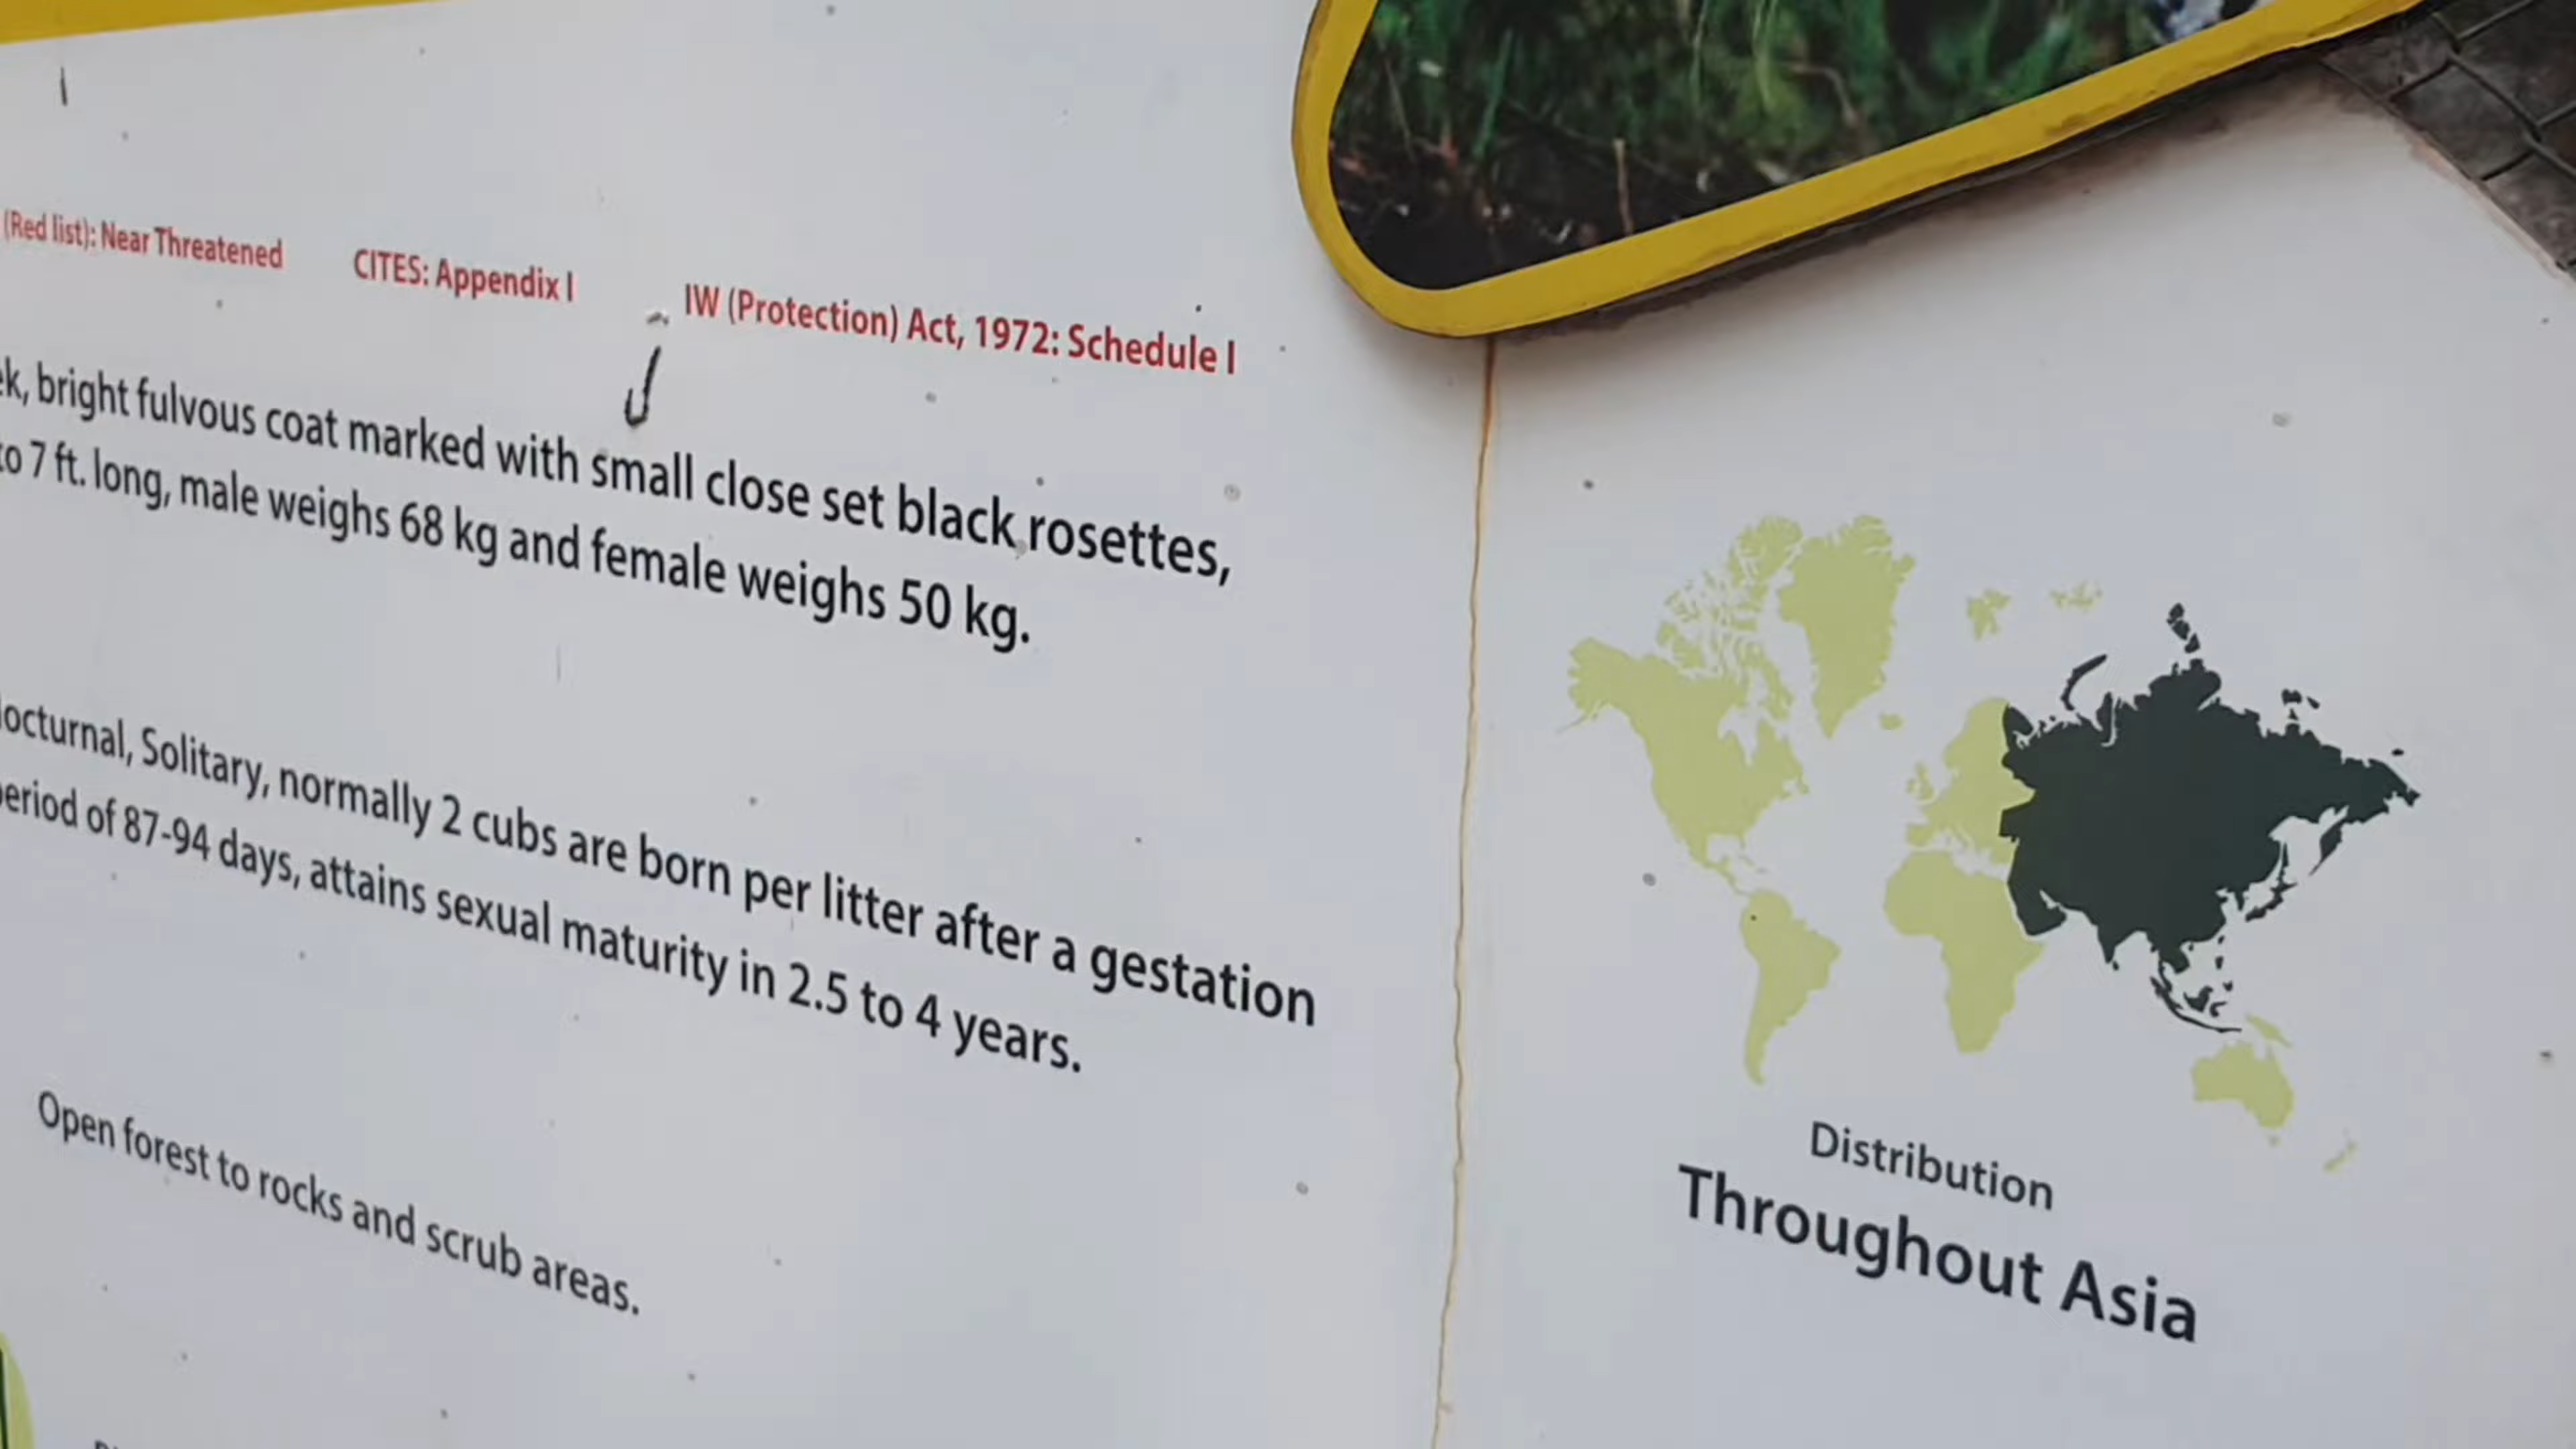 (Red list): Near Threatened CITES: Appendix I IW (Protection) Act, 1972: Schedule I
bright fulvous coat marked with small close set black rosettes,
to 7 ft. long, male weighs 68 kg and female weighs 50 kg.
Solitary, normally 2 cubs are born per litter after a gestation
of 87-94 days, attains sexual maturity in 2.5 to 4 years.
Open forest to rocks and scrub areas.
Distribution
Throughout Asia